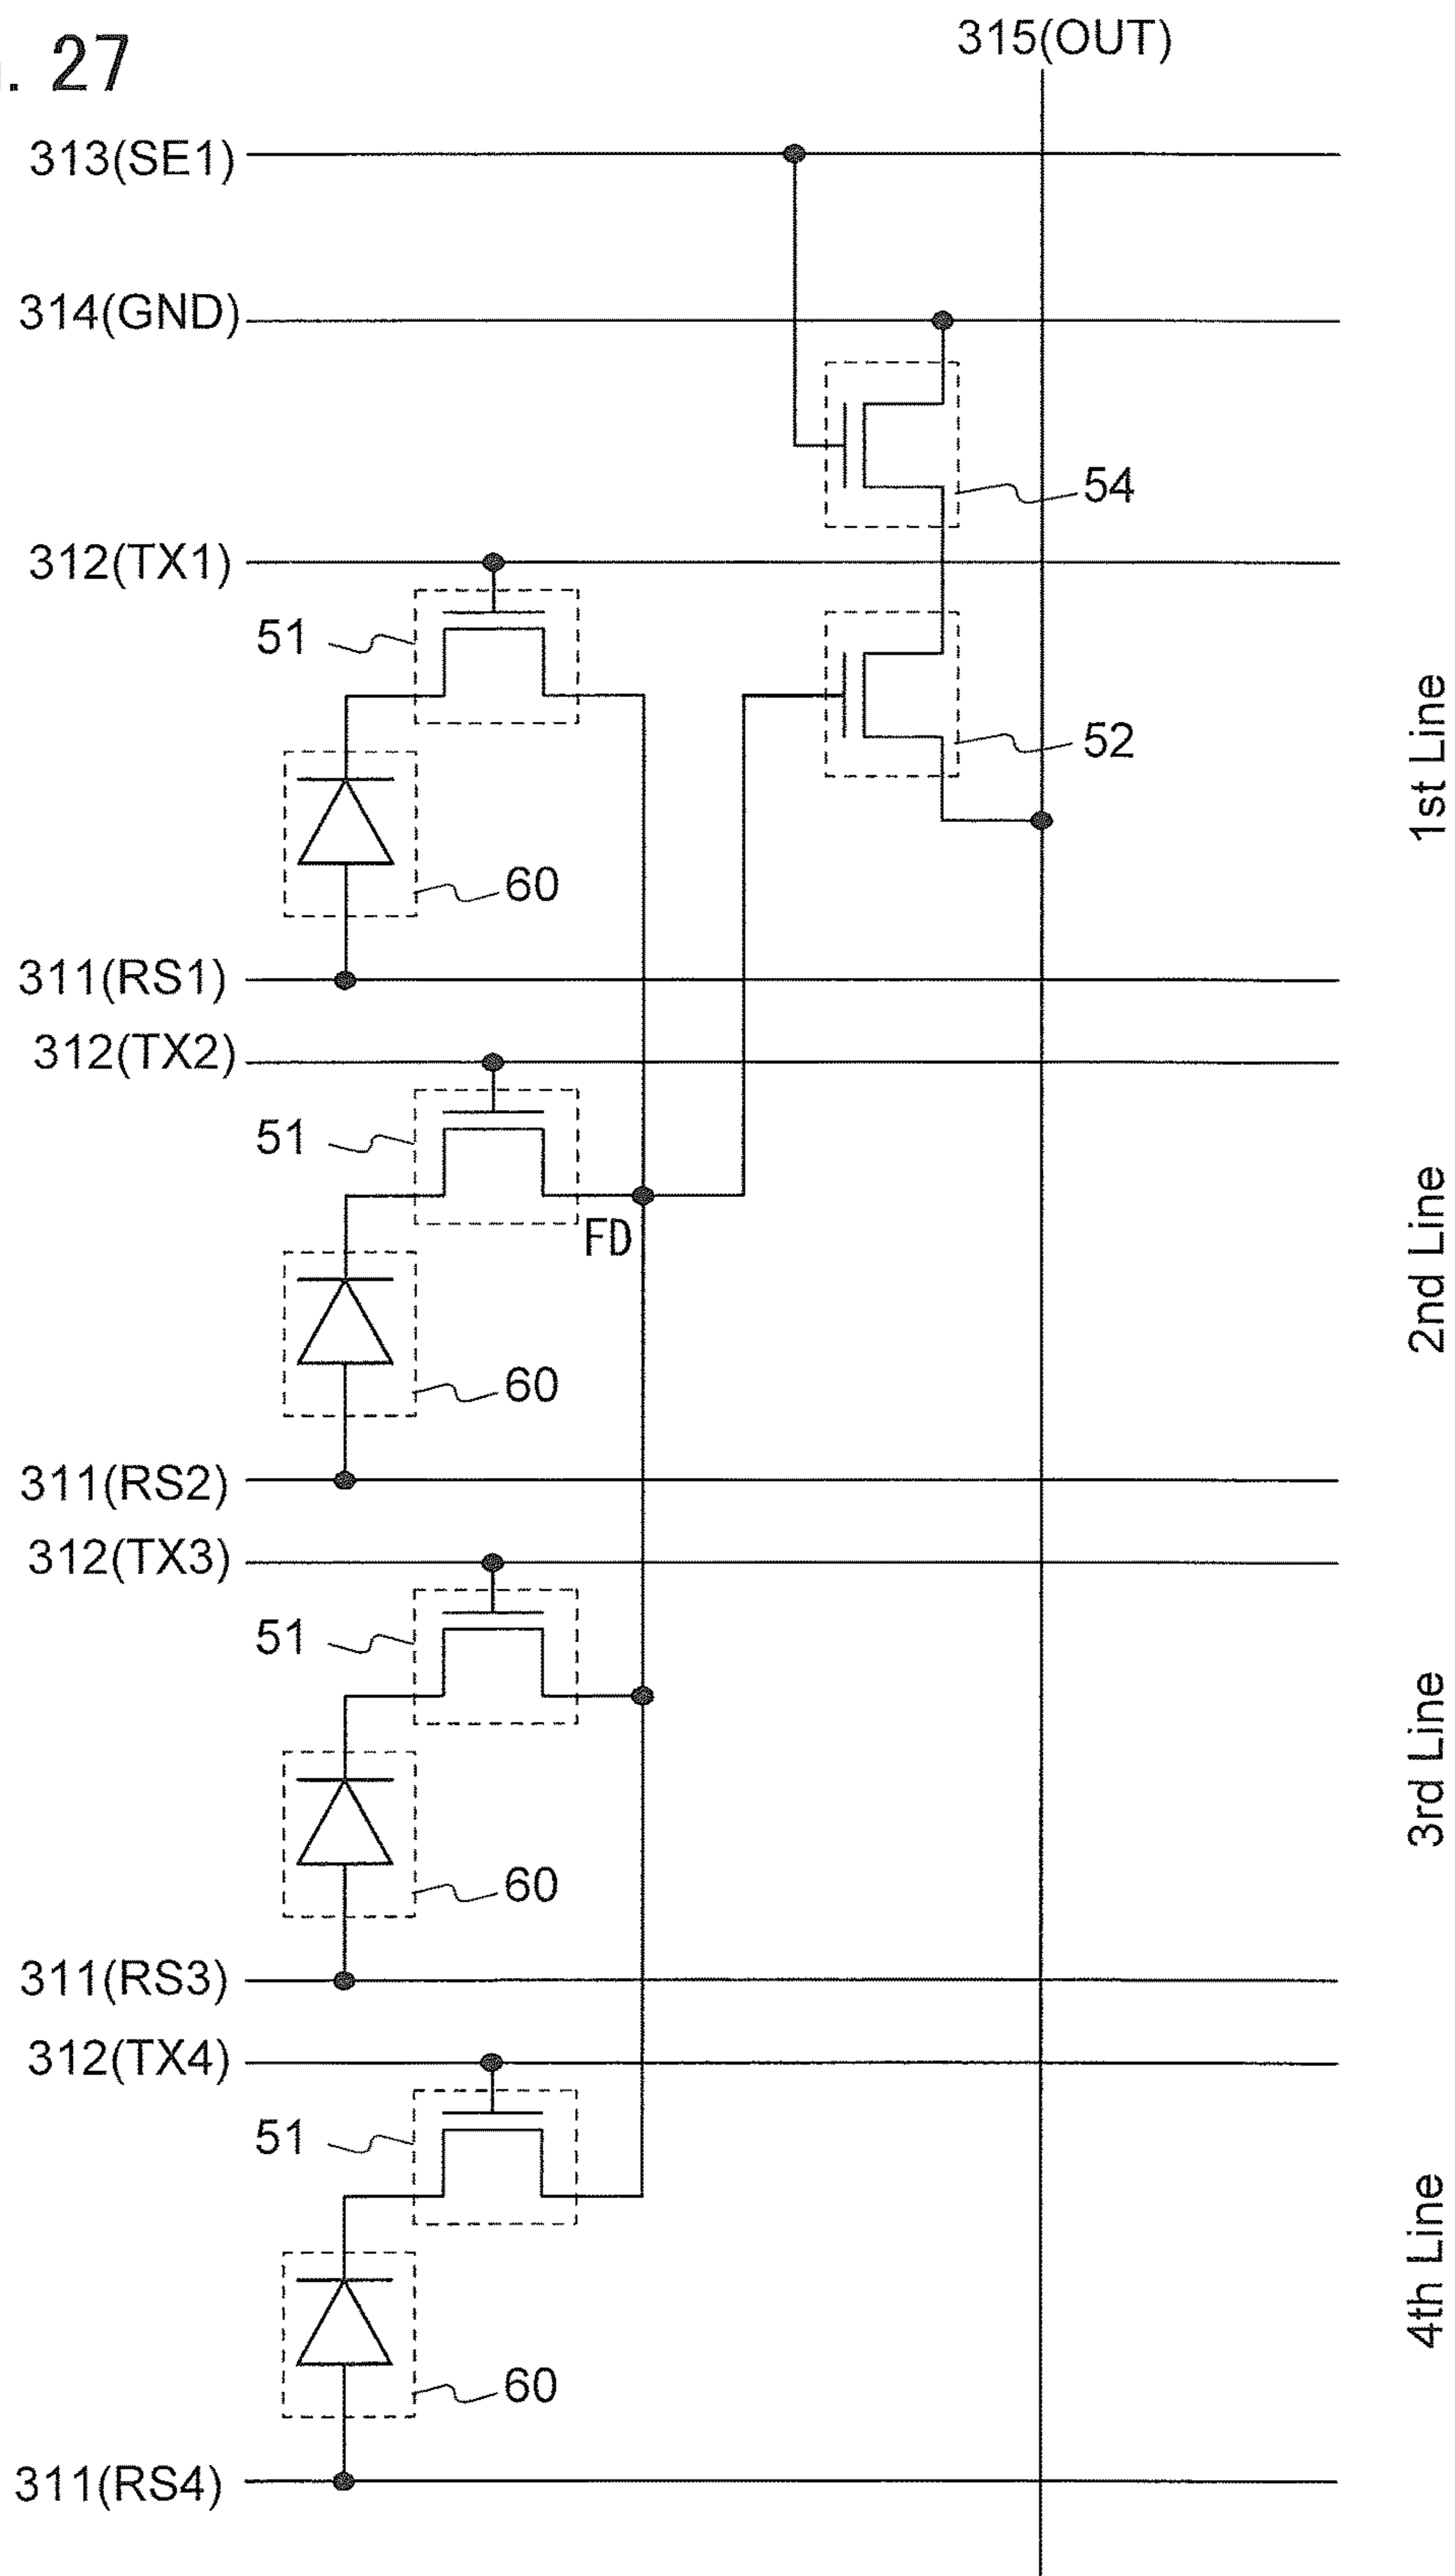 . 27
315(OUT)
313(SE1)
314(GND)
54
312(TX1)
51
52
60
1st Line
311(RS1)
312(TX2)
51
FD
60
2nd Line
311(RS2)
312(TX3)
51
60
3rd Line
311(RS3)
312(TX4)
51
60
4th Line
311(RS4)